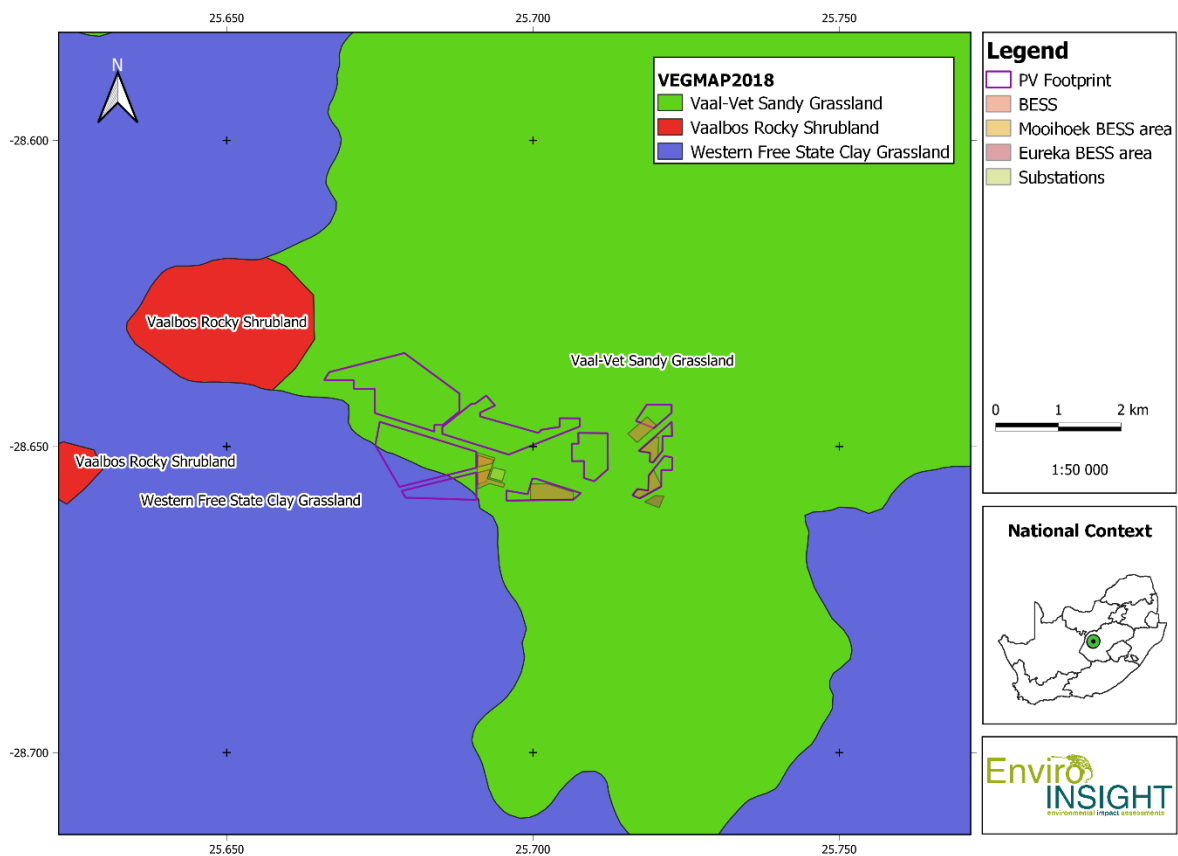 25.650
25.700
25.750
N
VEGMAP2018
Vaal-Vet Sandy Grassland
Vaalbos Rocky Shrubland
Western Free State Clay Grassland
-28.600
Vaalbos Rocky Shrubland
Vaal-Vet Sandy Grassland
-28.650
Vaalbos Rocky Shrubland
Western Free State Clay Grassland
-28.700
25.650
25.700
25.750
Legend
PV Footprint
BESS
Mooihoek BESS area
Eureka BESS area
Substations
0 1 2 km
1:50 000
National Context
Enviro
INSIGHT
environmental impact assessments